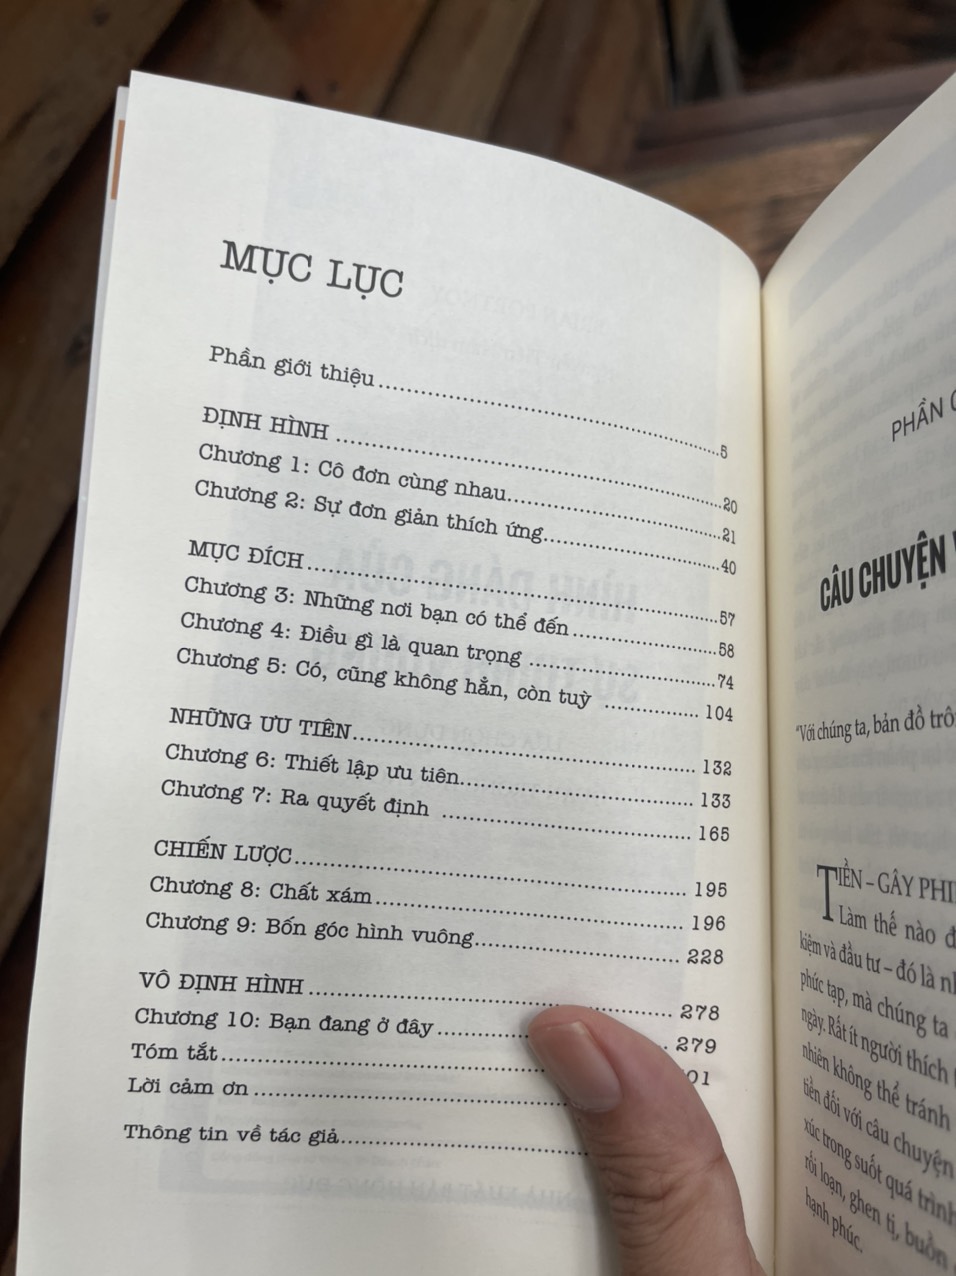 MỤC LỤC
Phần giới thiệu....................5
ĐỊNH HÌNH ....................20
Chương 1: Cô đơn cùng nhau....................21
Chương 2: Sự đơn giản thích ứng....................40
MỤC ĐÍCH....................57
Chương 3: Những nơi bạn có thể đến....................58
Chương 4: Điều gì là quan trọng ....................74
Chương 5: Có, cũng không hẳn, còn tuỳ .................... 104
NHỮNG ƯU TIÊN.................... 132
Chương 6: Thiết lập ưu tiên.................... 133
Chương 7: Ra quyết định .................... 165
CHIẾN LƯỢC.................... 195
Chương 8: Chất xám.................... 196
Chương 9: Bốn góc hình vuông.................... 228
VÔ ĐỊNH HÌNH .................... 278
Chương 10: Bạn đang ở đây.................... 279
Tóm tắt....................01
Lời cảm ơn ....................
Thông tin về tác giả....................
PHẦN
CÂU CHUYỆN
"Với chúng ta, bản đồ
TIỀN – GÂY
Làm thế nào
kiệm và đầu tư – đó là
phức tạp, mà chúng ta
ngày. Rất ít người thích
nhiên không thể tránh
tiền đối với câu chuyện
xúc trong suốt quá trình
rối loạn, ghen tị, buồn
hạnh phúc.